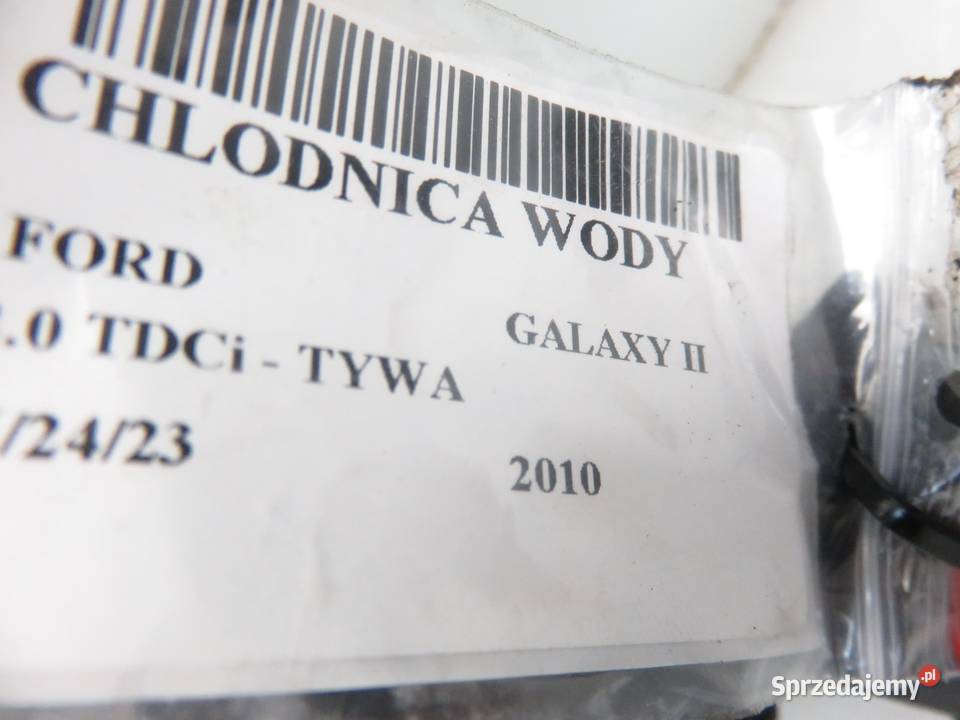 CHLODNICA WODY
FORD
GALAXY II
.0 TDCi - TYWA
/24/23
2010
Sprzedajemy.pl